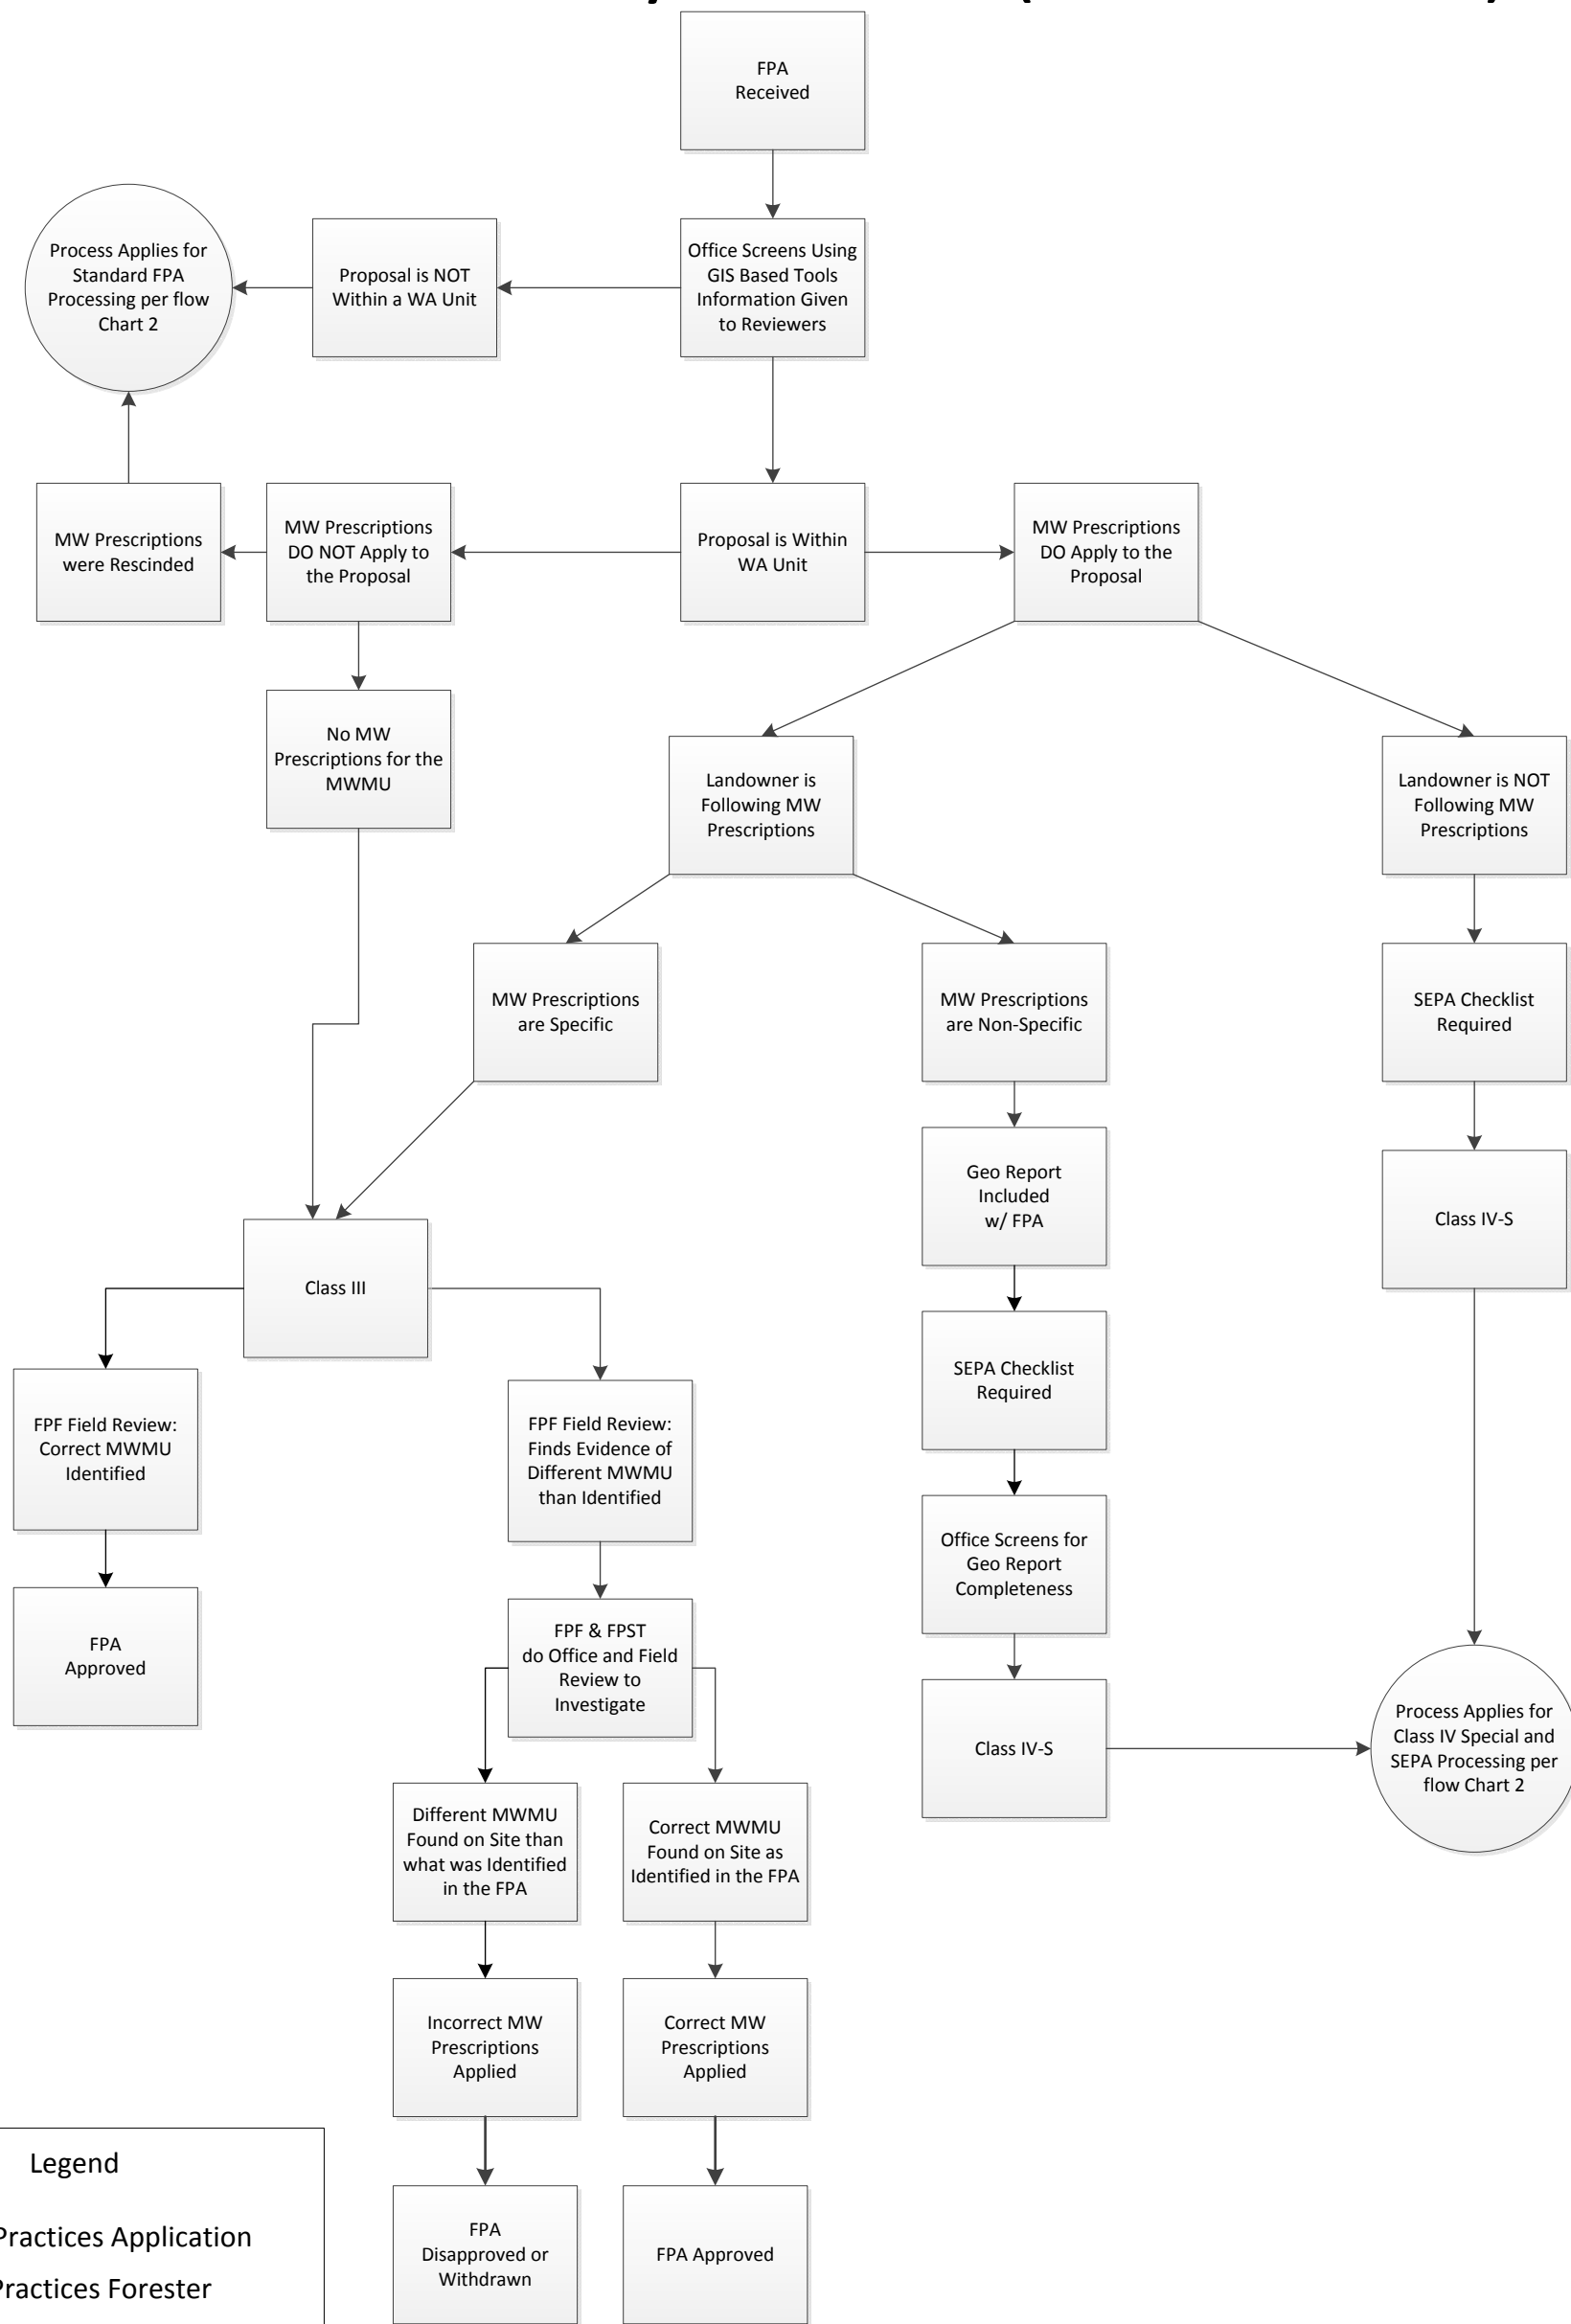 FPA
Received
Process Applies for
Standard FPA
Processing per flow
Chart 2
Proposal is NOT
Within a WA Unit
Office Screens Using
GIS Based Tools
Information Given
to Reviewers
MW Prescriptions
were Rescinded
MW Prescriptions
DO NOT Apply to
the Proposal
Proposal is Within
WA Unit
MW Prescriptions
DO Apply to the
Proposal
No MW
Prescriptions for the
MWMU
Landowner is
Following MW
Prescriptions
Landowner is NOT
Following MW
Prescriptions
MW Prescriptions
are Specific
MW Prescriptions
are Non-Specific
SEPA Checklist
Required
Geo Report
Included
w/ FPA
Class IV-S
Class III
SEPA Checklist
Required
FPF Field Review:
Correct MWMU
Identified
FPF Field Review:
Finds Evidence of
Different MWMU
than Identified
Office Screens for
Geo Report
Completeness
FPA
Approved
FPF & FPST
do Office and Field
Review to
Investigate
Class IV-S
Process Applies for
Class IV Special and
SEPA Processing per
flow Chart 2
Different MWMU
Found on Site than
what was Identified
in the FPA
Correct MWMU
Found on Site as
Identified in the FPA
Incorrect MW
Prescriptions
Applied
Correct MW
Prescriptions
Applied
FPA
Disapproved or
Withdrawn
FPA Approved
Legend
Practices Application
Practices Forester